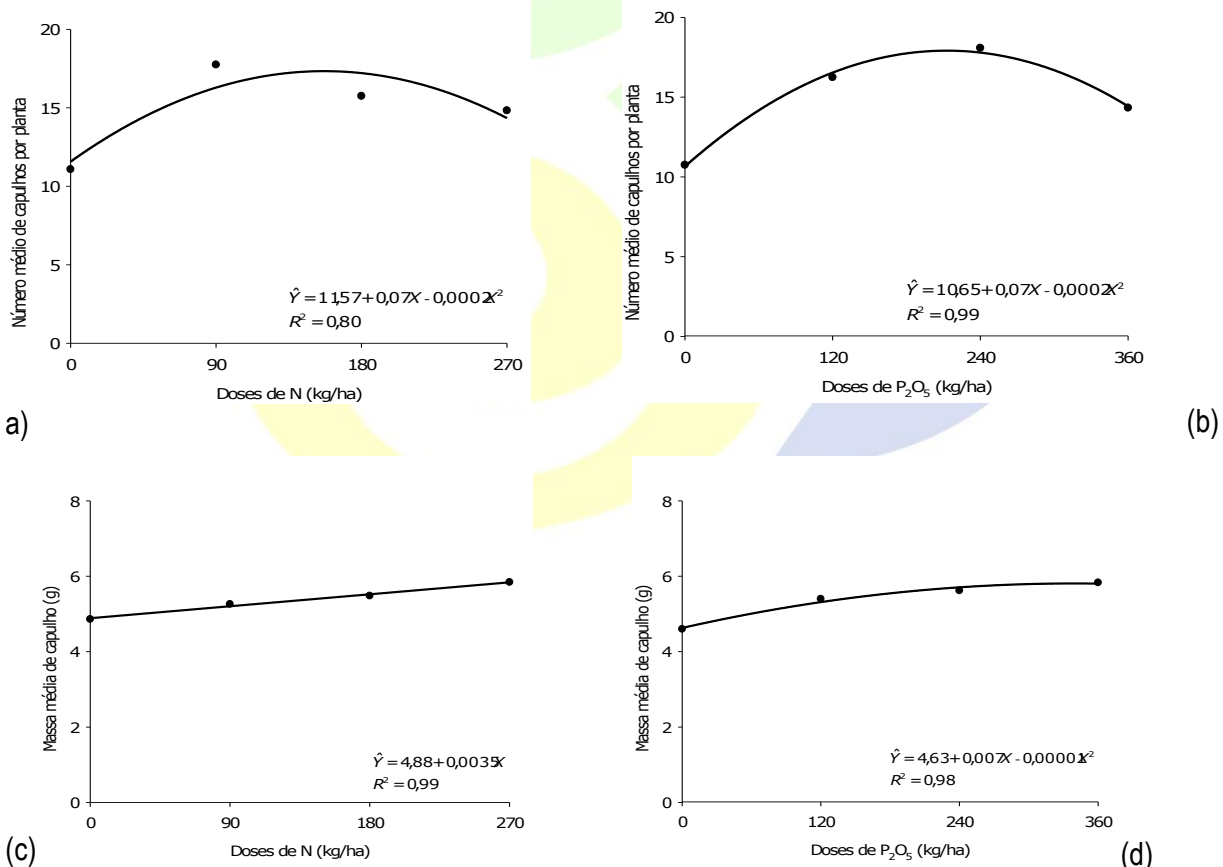 20
15
10
5
0
0 90 180 270
Número médio de capulhos por planta
Ŷ = 11,57+0,07X - 0,0002X²
R² = 0,80
Doses de N (kg/ha)
a)
20
15
10
5
0
0 120 240 360
Número médio de capulhos por planta
Ŷ = 10,65+0,07X - 0,0002X²
R² = 0,99
Doses de P₂O₅ (kg/ha)
(b)
8
6
4
2
0
0 90 180 270
Massa média de capulho (g)
Ŷ = 4,88+0,0035X
R² = 0,99
Doses de N (kg/ha)
(c)
8
6
4
2
0
0 120 240 360
Massa média de capulho (g)
Ŷ = 4,63+0,007X - 0,00001X²
R² = 0,98
Doses de P₂O₅ (kg/ha)
(d)